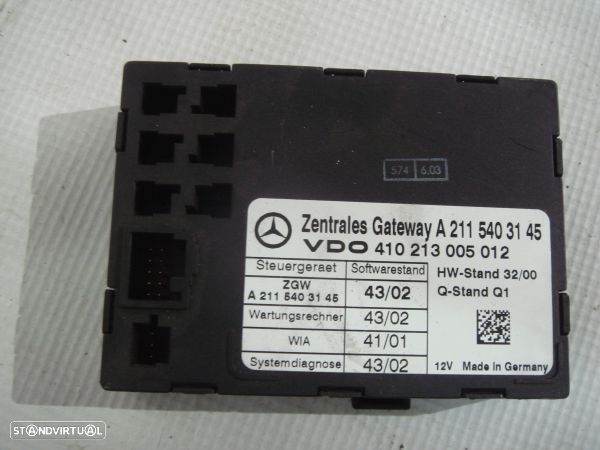 574 6.03
Zentrales Gateway A 211 540 31 45
VDO 410 213 005 012
Steuergeraet Softwarestand HW-Stand 32/00
ZGW
A 211 540 31 45 43/02 Q-Stand Q1
Wartungsrechner 43/02
WIA 41/01
Systemdiagnose 43/02 12V Made in Germany
STANDVIRTUAL